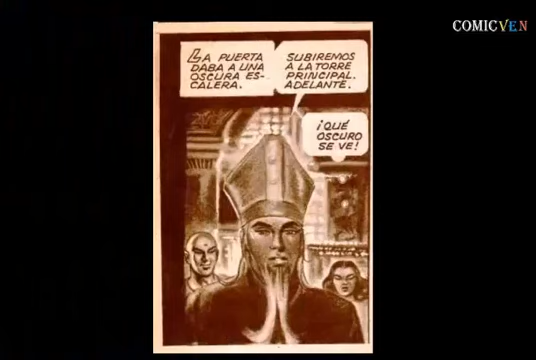 COMICVEN
LA PUERTA
DABA A UNA
OSCURA ES-
CALERA.
SUBIREMOS
A LA TORRE
PRINCIPAL.
ADELANTE.
¡QUÉ
OSCURO
SE VE!